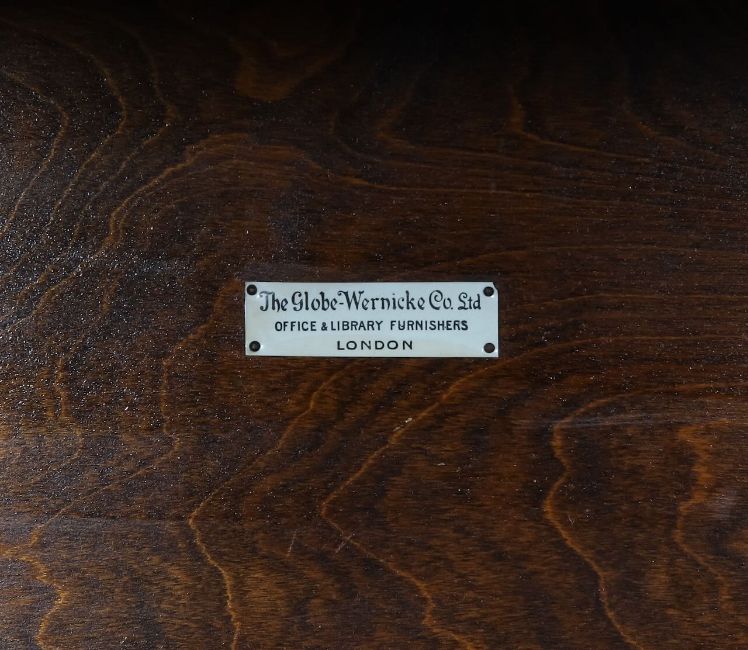 The Globe-Wernicke Co. Ltd
OFFICE & LIBRARY FURNISHERS
LONDON